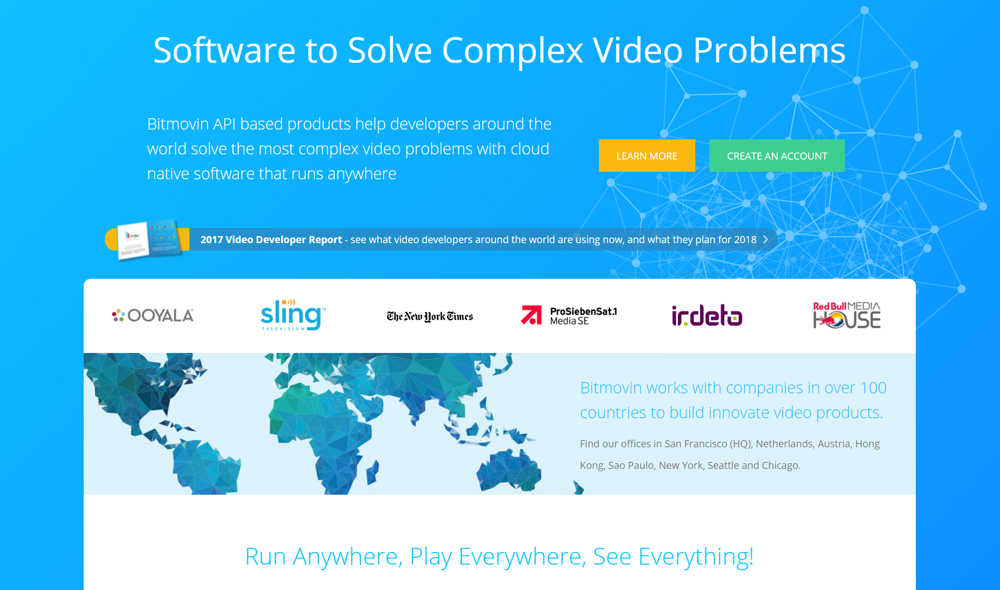 Software to Solve Complex Video Problems
Bitmovin API based products help developers around the
world solve the most complex video problems with cloud
native software that runs anywhere
LEARN MORE
CREATE AN ACCOUNT
2017 Video Developer Report - see what video developers around the world are using now, and what they plan for 2018
OOYALA
sling™
TELEVISION
The New York Times
ProSiebenSat.1
Media SE
irdeto
Red Bull MEDIA
HOUSE
Bitmovin works with companies in over 100
countries to build innovate video products.
Find our offices in San Francisco (HQ), Netherlands, Austria, Hong
Kong, Sao Paulo, New York, Seattle and Chicago.
Run Anywhere, Play Everywhere, See Everything!